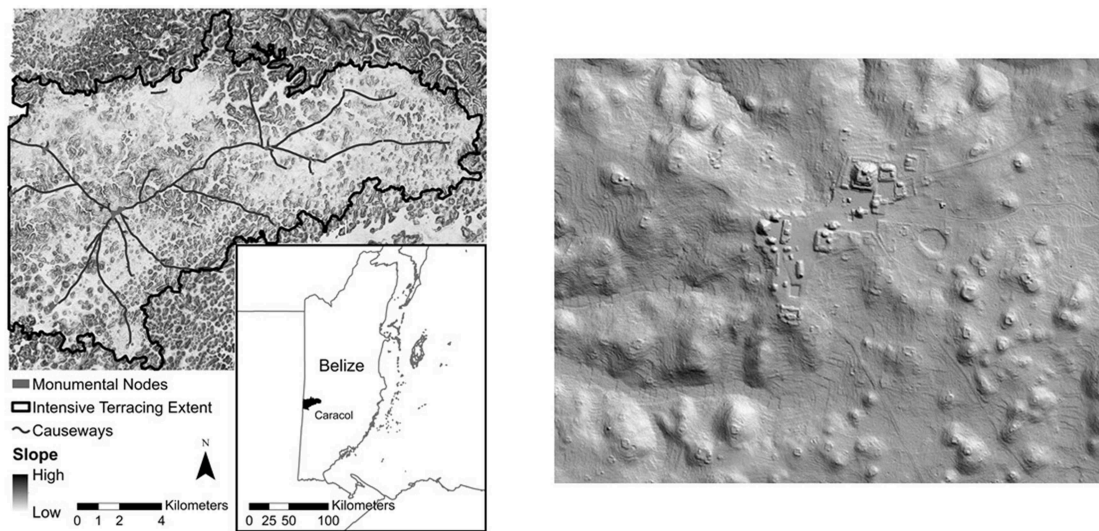 Belize
Caracol
Monumental Nodes
Intensive Terracing Extent
Causeways
Slope
High
Low
N
Kilometers
0 1 2 4
Kilometers
0 25 50 100